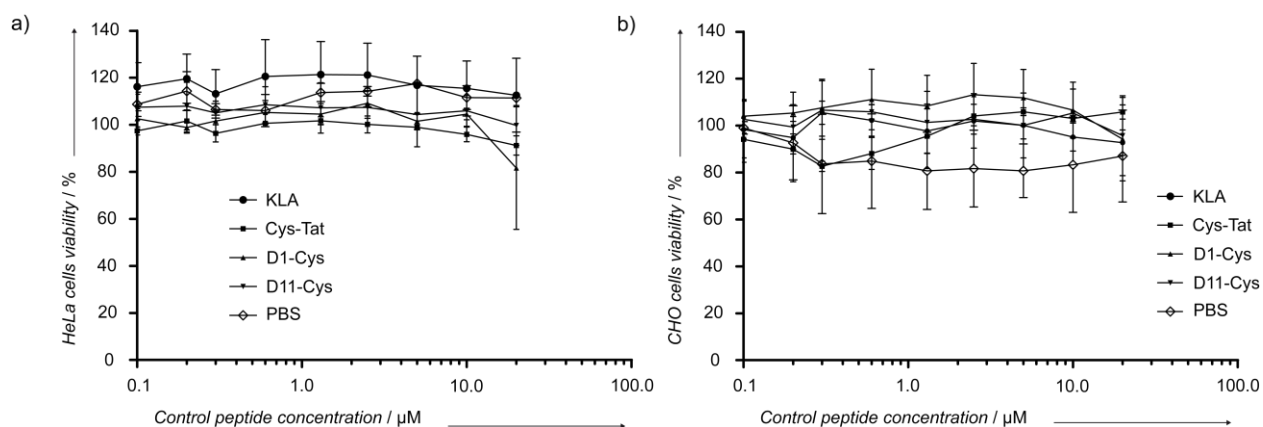 a)
HeLa cells viability / %
140
120
100
80
60
40
20
0
KLA
Cys-Tat
D1-Cys
D11-Cys
PBS
0.1
1.0
10.0
100.0
Control peptide concentration / µM
b)
CHO cells viability / %
140
120
100
80
60
40
20
0
KLA
Cys-Tat
D1-Cys
D11-Cys
PBS
0.1
1.0
10.0
100.0
Control peptide concentration / µM